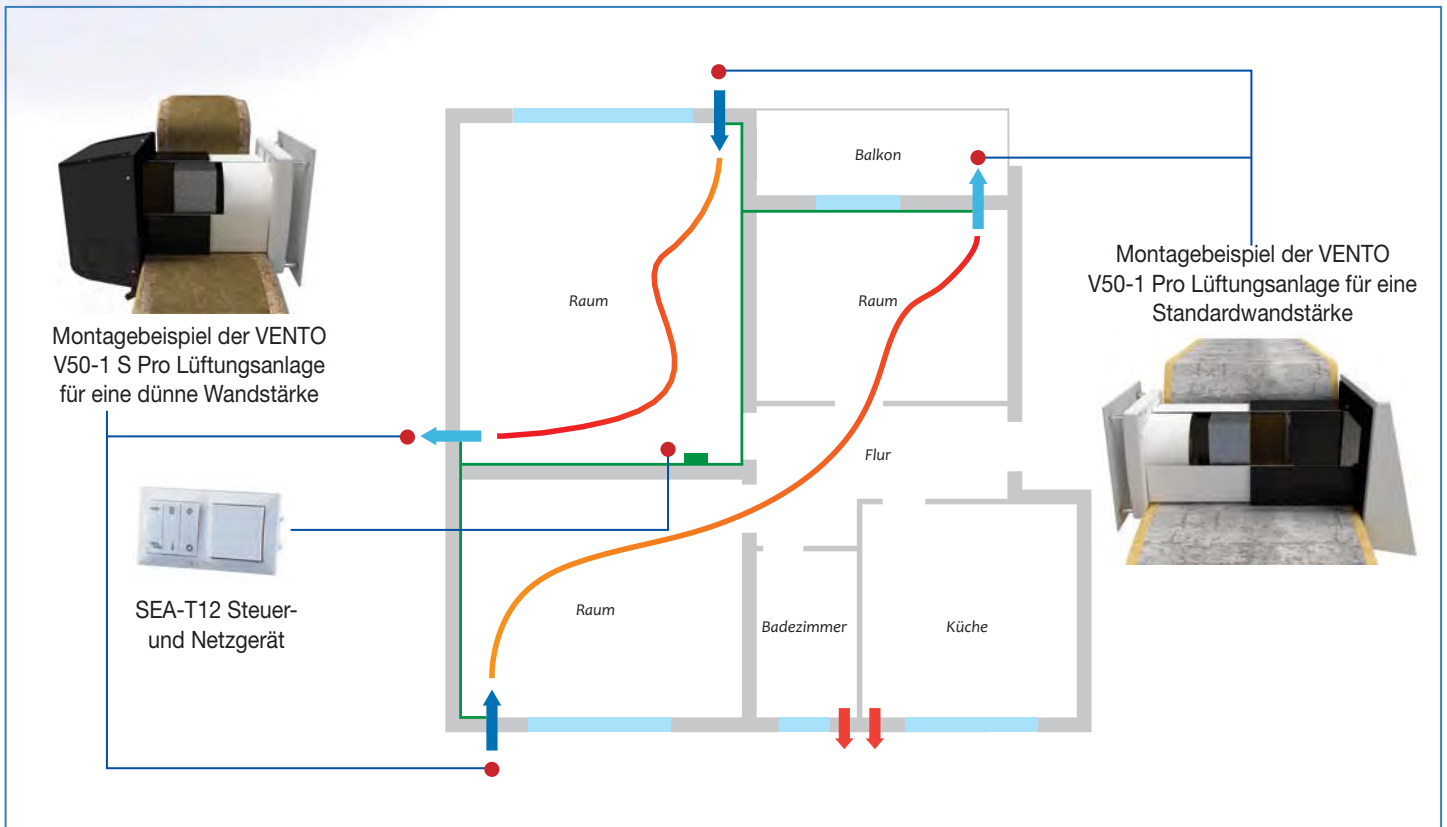 Balkon
Raum
Raum
Montagebeispiel der VENTO
V50-1 S Pro Lüftungsanlage
für eine dünne Wandstärke
Montagebeispiel der VENTO
V50-1 Pro Lüftungsanlage für eine
Standardwandstärke
Flur
SEA-T12 Steuer-
und Netzgerät
Raum
Badezimmer
Küche